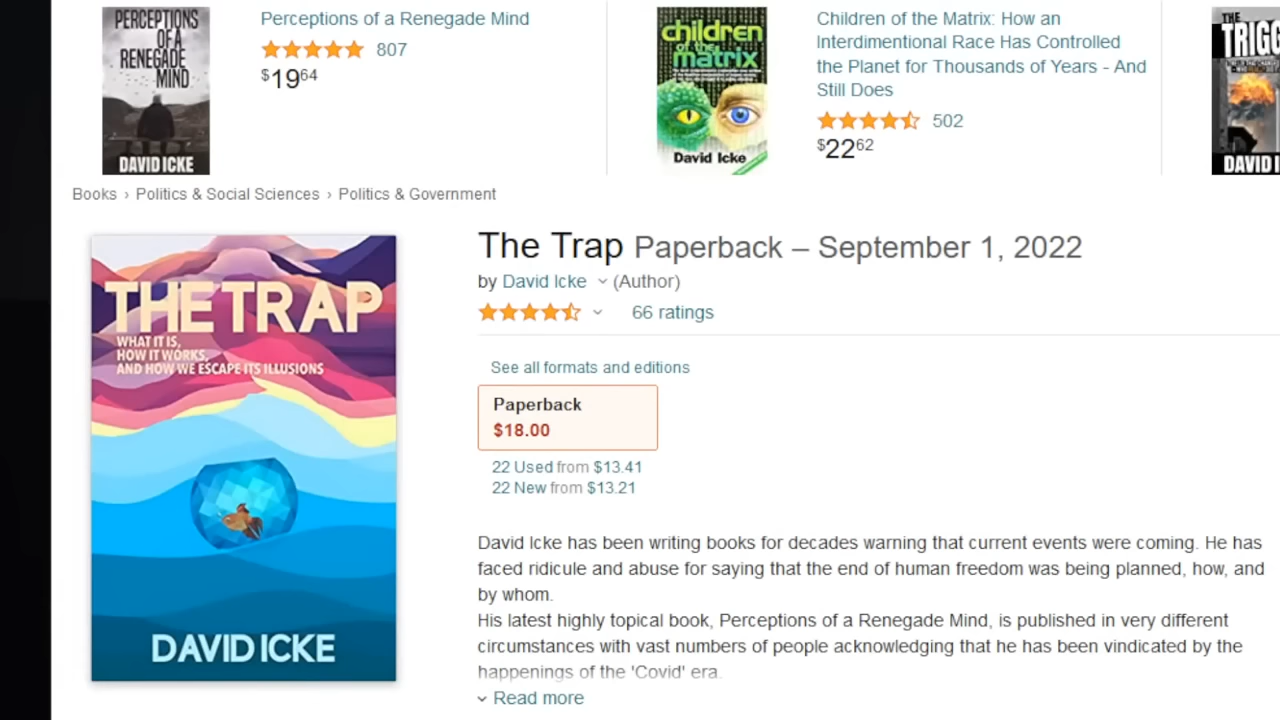 PERCEPTIONS
OF A
RENEGADE
MIND
DAVID ICKE
Perceptions of a Renegade Mind
807
$1964
children
of the
matrix
David Icke
Children of the Matrix: How an
Interdimentional Race Has Controlled
the Planet for Thousands of Years - And
Still Does
502
$2262
THE
TRIGG
DAVID I
Books › Politics & Social Sciences › Politics & Government
THE TRAP
WHAT IT IS,
HOW IT WORKS,
AND HOW WE ESCAPE ITS ILLUSIONS
DAVID ICKE
The Trap Paperback – September 1, 2022
by David Icke (Author)
66 ratings
See all formats and editions
Paperback
$18.00
22 Used from $13.41
22 New from $13.21
David Icke has been writing books for decades warning that current events were coming. He has
faced ridicule and abuse for saying that the end of human freedom was being planned, how, and
by whom.
His latest highly topical book, Perceptions of a Renegade Mind, is published in very different
circumstances with vast numbers of people acknowledging that he has been vindicated by the
happenings of the 'Covid' era.
Read more